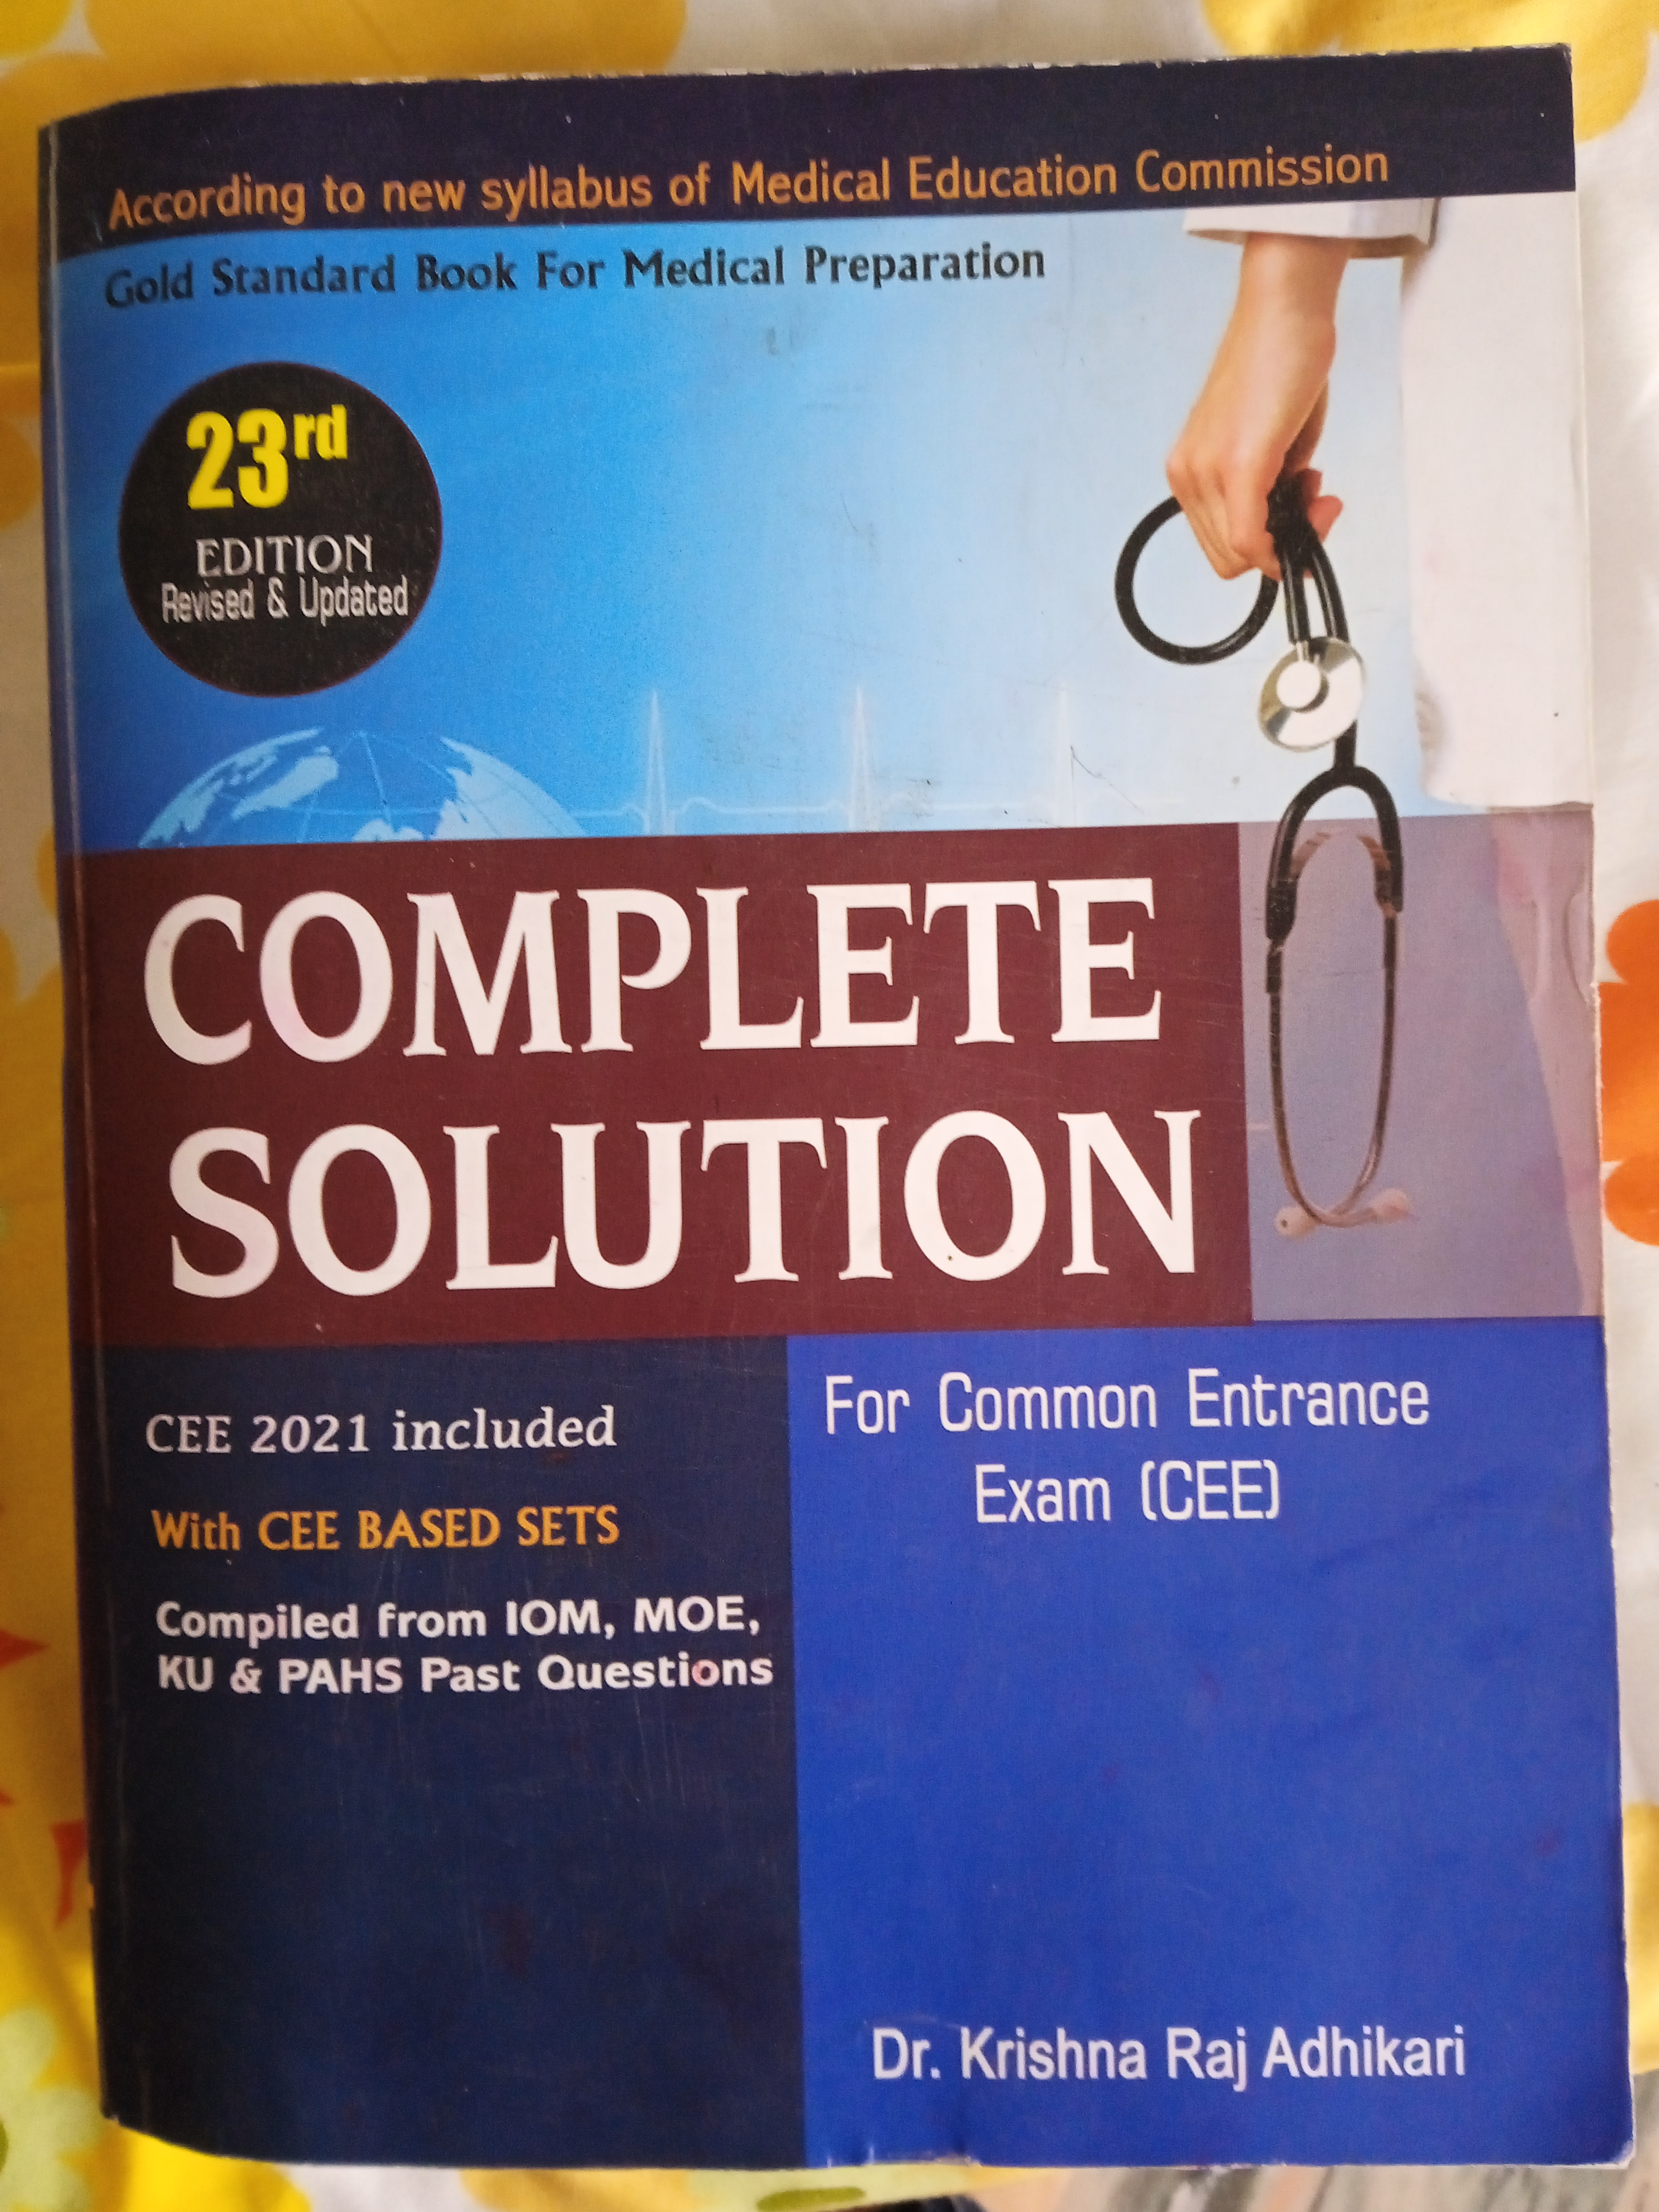 According to new syllabus of Medical Education Commission
Gold Standard Book For Medical Preparation
23rd
EDITION
Revised & Updated
COMPLETE
SOLUTION
CEE 2021 included
With CEE BASED SETS
Compiled from IOM, MOE,
KU & PAHS Past Questions
For Common Entrance
Exam (CEE)
Dr. Krishna Raj Adhikari